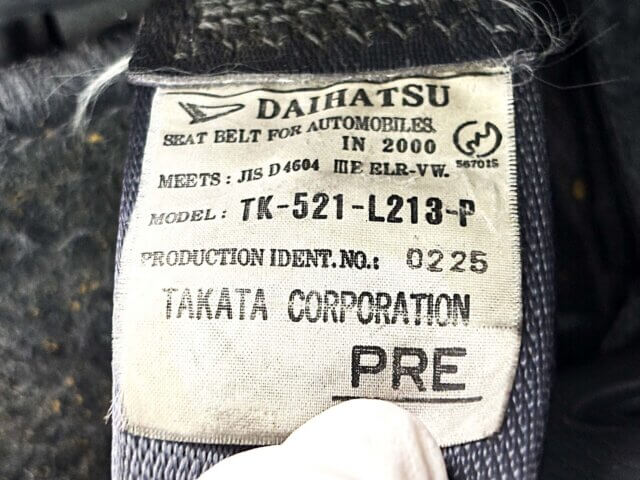 DAIHATSU
SEAT BELT FOR AUTOMOBILES.
IN 2000
567015
MEETS: JIS D4604 ⅢE ELR-VW.
MODEL: TK-521-L213-P
PRODUCTION IDENT.NO.: 0225
TAKATA CORPORATION
PRE